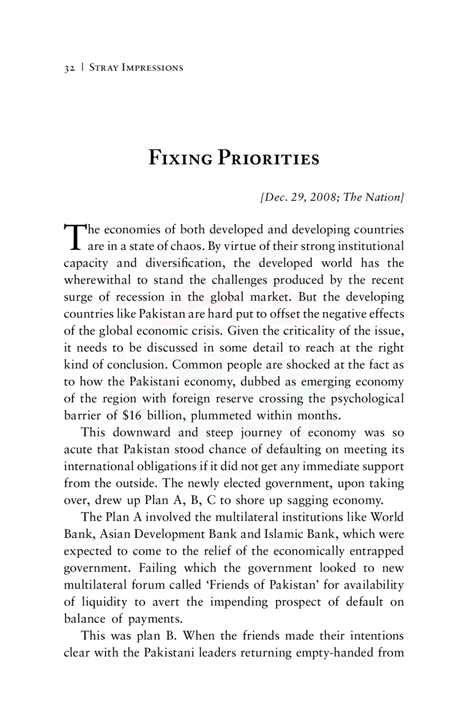 32 | Stray Impressions
Fixing Priorities
[Dec. 29, 2008; The Nation]
The economies of both developed and developing countries
are in a state of chaos. By virtue of their strong institutional
capacity and diversification, the developed world has the
wherewithal to stand the challenges produced by the recent
surge of recession in the global market. But the developing
countries like Pakistan are hard put to offset the negative effects
of the global economic crisis. Given the criticality of the issue,
it needs to be discussed in some detail to reach at the right
kind of conclusion. Common people are shocked at the fact as
to how the Pakistani economy, dubbed as emerging economy
of the region with foreign reserve crossing the psychological
barrier of $16 billion, plummeted within months.
This downward and steep journey of economy was so
acute that Pakistan stood chance of defaulting on meeting its
international obligations if it did not get any immediate support
from the outside. The newly elected government, upon taking
over, drew up Plan A, B, C to shore up sagging economy.
The Plan A involved the multilateral institutions like World
Bank, Asian Development Bank and Islamic Bank, which were
expected to come to the relief of the economically entrapped
government. Failing which the government looked to new
multilateral forum called ‘Friends of Pakistan’ for availability
of liquidity to avert the impending prospect of default on
balance of payments.
This was plan B. When the friends made their intentions
clear with the Pakistani leaders returning empty-handed from